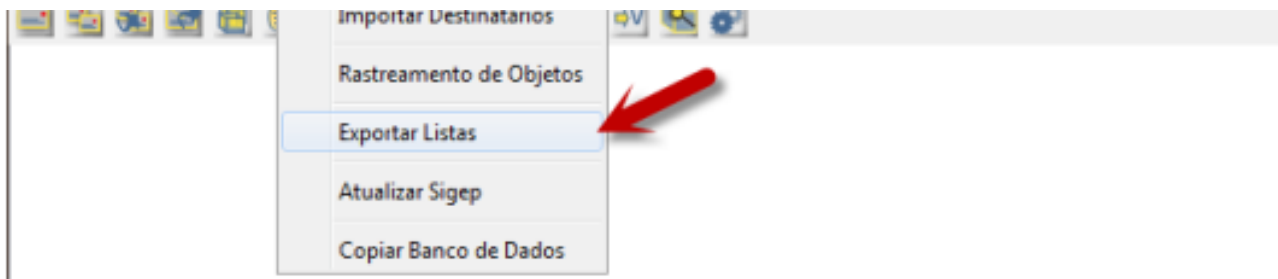 Importar Destinatários
Rastreamento de Objetos
Exportar Listas
Atualizar Sigep
Copiar Banco de Dados